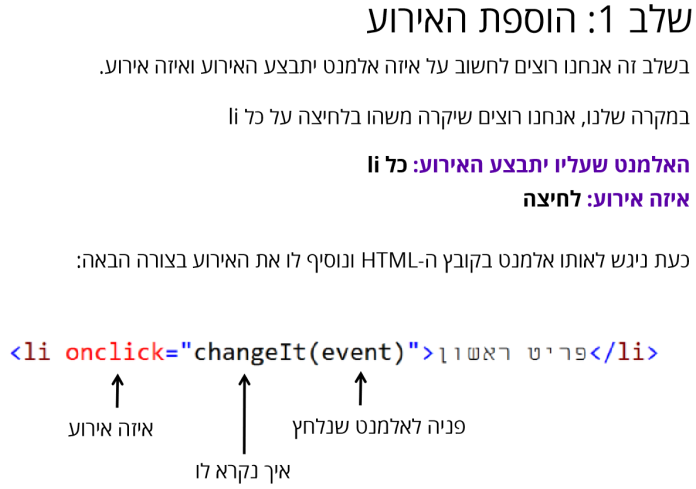 שלב 1: הוספת האירוע
בשלב זה אנחנו רוצים לחשוב על איזה אלמנט יתבצע האירוע ואיזה אירוע.
במקרה שלנו, אנחנו רוצים שיקרה משהו בלחיצה על כל li
האלמנט שעליו יתבצע האירוע: כל li
איזה אירוע: לחיצה
כעת ניגש לאותו אלמנט בקובץ ה-HTML ונוסיף לו את האירוע בצורה הבאה:
<li onclick="changeIt(event)">פריט ראשון</li>
פניה לאלמנט שנלחץ
איזה אירוע
איך נקרא לו